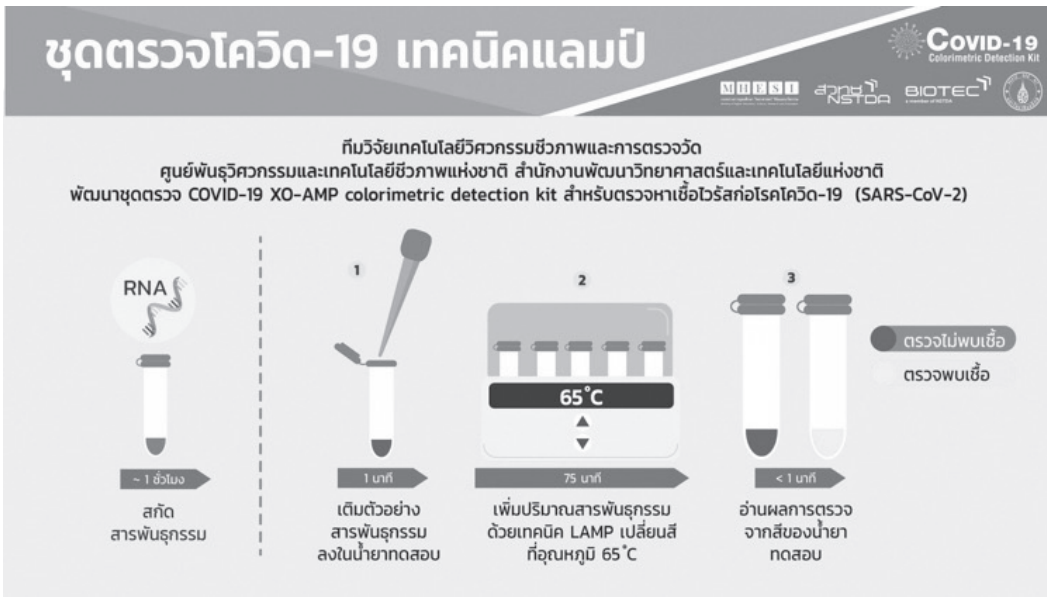 ชุดตรวจโควิด-19 เทคนิคแลมป์
COVID-19
Colorimetric Detection Kit
MHESI
สวทช
NSTDA
BIOTEC
a member of NSTDA
ทีมวิจัยเทคโนโลยีวิศวกรรมชีวภาพและการตรวจวัด
ศูนย์พันธุวิศวกรรมและเทคโนโลยีชีวภาพแห่งชาติ สำนักงานพัฒนาวิทยาศาสตร์และเทคโนโลยีแห่งชาติ
พัฒนาชุดตรวจ COVID-19 XO-AMP colorimetric detection kit สำหรับตรวจหาเชื้อไวรัสก่อโรคโควิด-19 (SARS-CoV-2)
RNA
~ 1 ชั่วโมง
สกัด
สารพันธุกรรม
1
1 นาที
เติมตัวอย่าง
สารพันธุกรรม
ลงในน้ำยาทดสอบ
2
65°C
75 นาที
เพิ่มปริมาณสารพันธุกรรม
ด้วยเทคนิค LAMP เปลี่ยนสี
ที่อุณหภูมิ 65°C
3
< 1 นาที
อ่านผลการตรวจ
จากสีของน้ำยา
ทดสอบ
ตรวจไม่พบเชื้อ
ตรวจพบเชื้อ